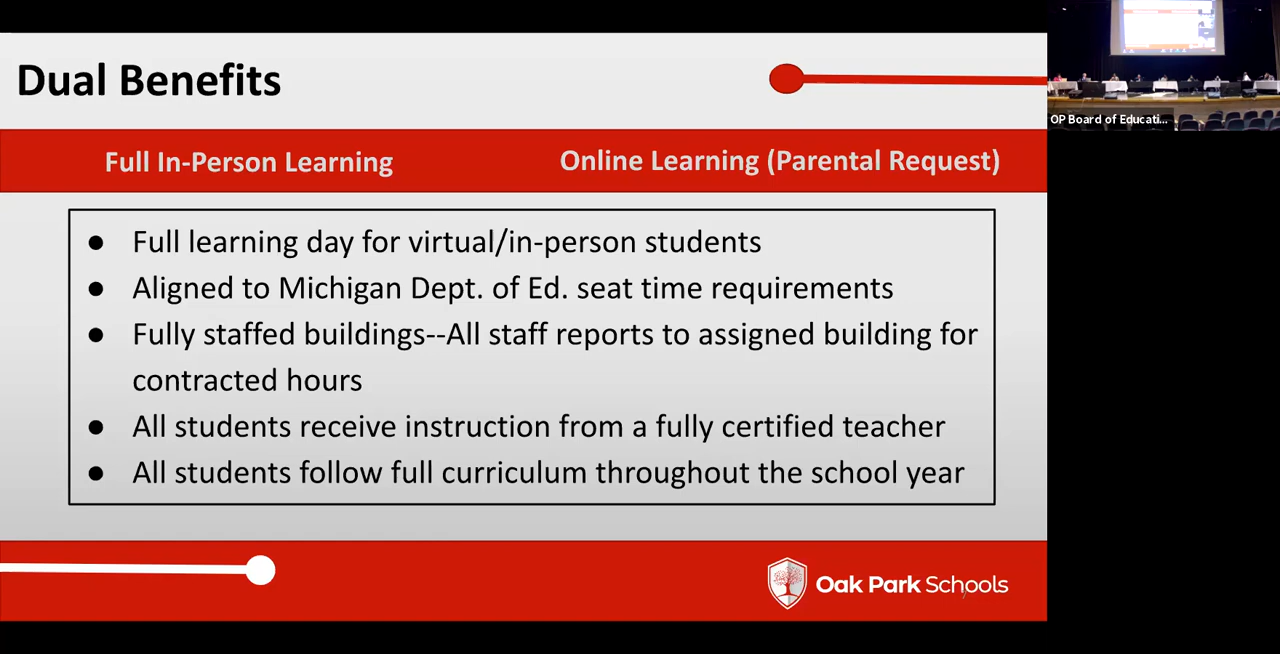 Dual Benefits
Full In-Person Learning
Online Learning (Parental Request)
● Full learning day for virtual/in-person students
● Aligned to Michigan Dept. of Ed. seat time requirements
● Fully staffed buildings--All staff reports to assigned building for
contracted hours
● All students receive instruction from a fully certified teacher
● All students follow full curriculum throughout the school year
Oak Park Schools
OP Board of Educati...